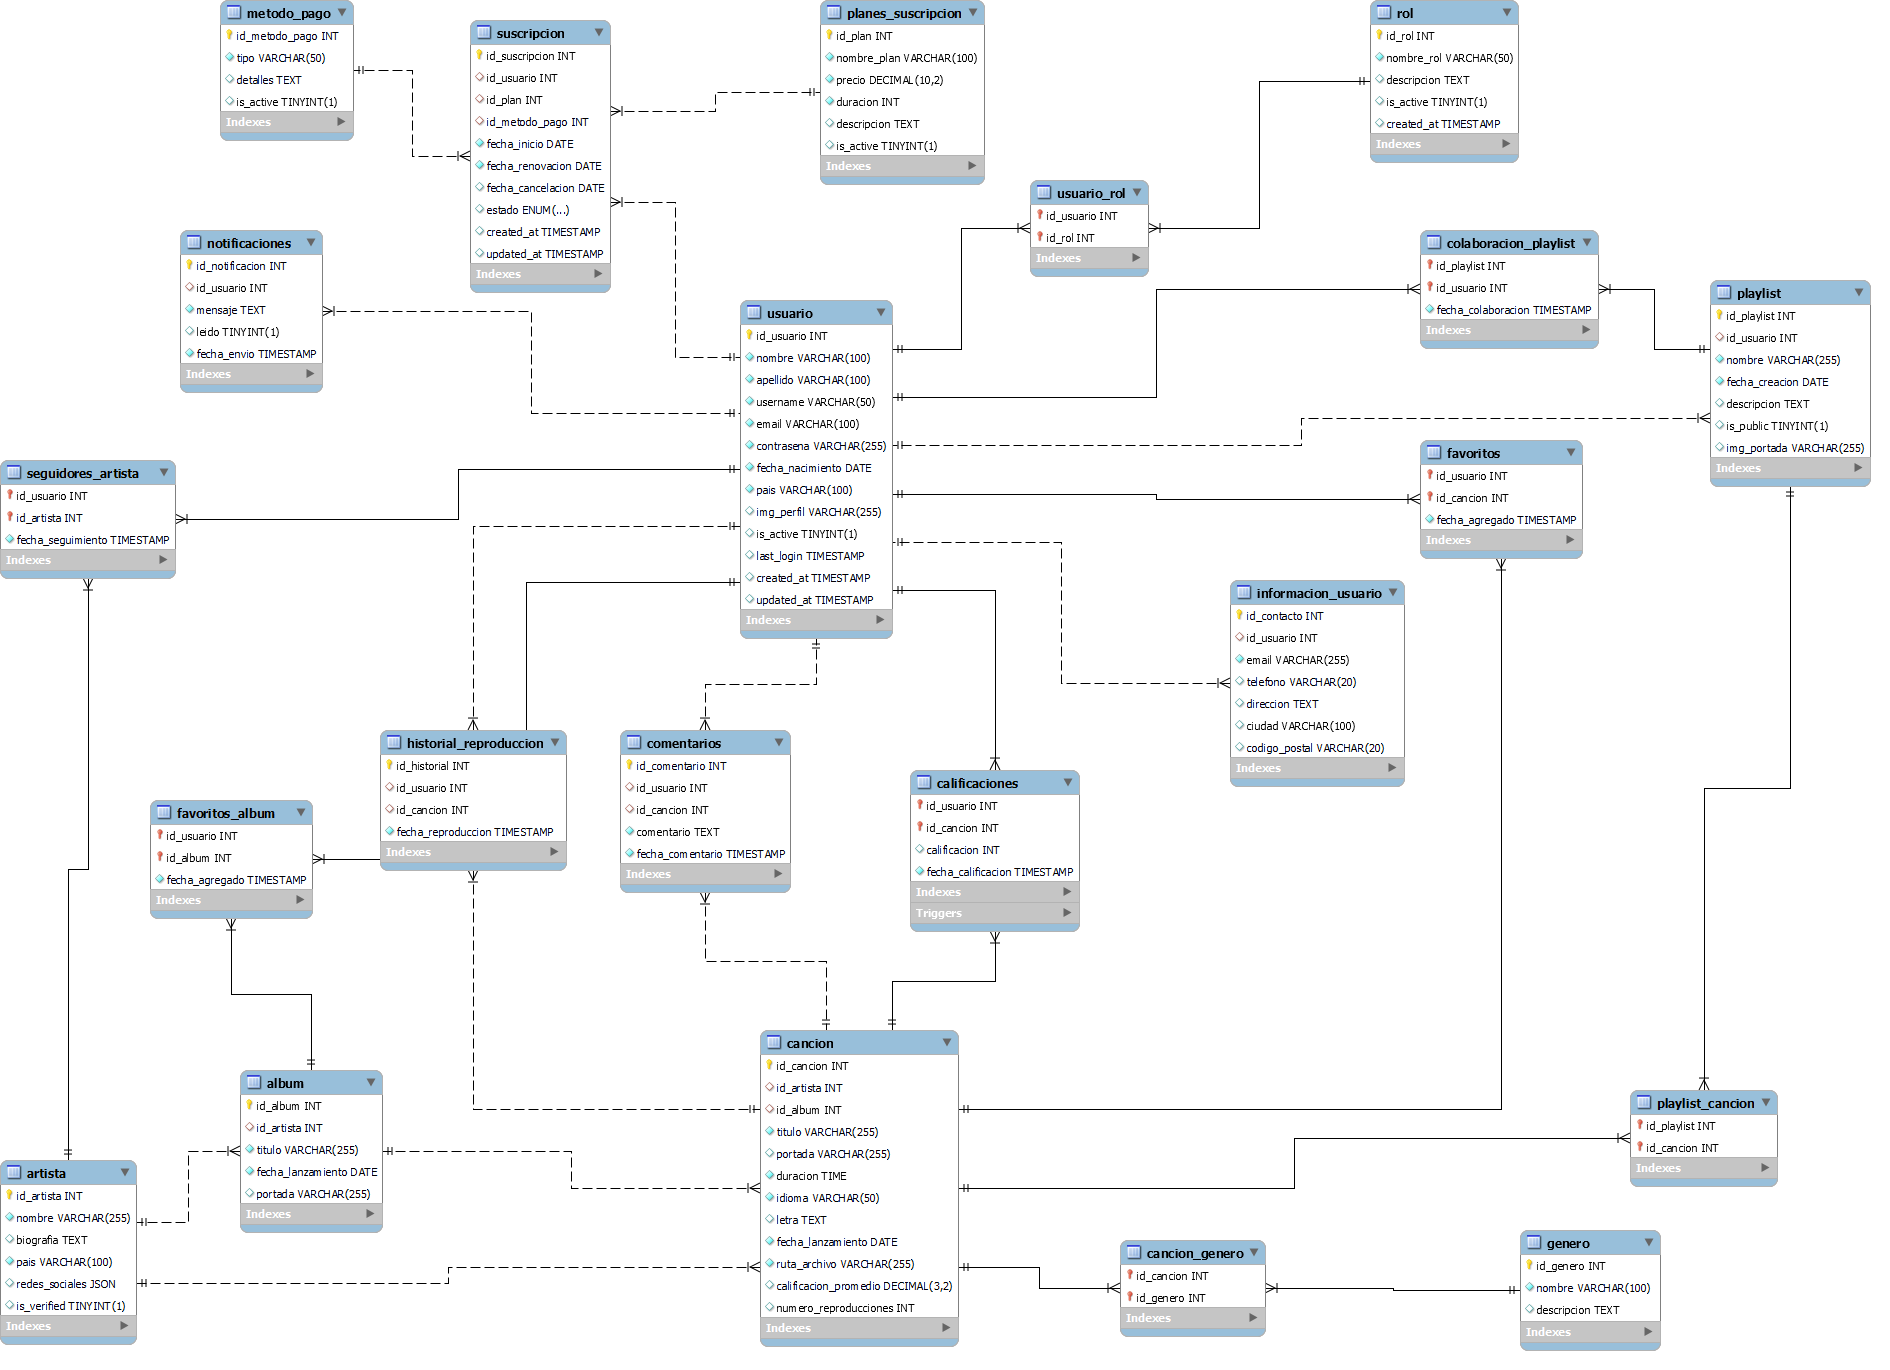 metodo_pago
id_metodo_pago INT
tipo VARCHAR(50)
detalles TEXT
is_active TINYINT(1)
Indexes
suscripcion
id_suscripcion INT
id_usuario INT
id_plan INT
id_metodo_pago INT
fecha_inicio DATE
fecha_renovacion DATE
fecha_cancelacion DATE
estado ENUM(...)
created_at TIMESTAMP
updated_at TIMESTAMP
Indexes
planes_suscripcion
id_plan INT
nombre_plan VARCHAR(100)
precio DECIMAL(10,2)
duracion INT
descripcion TEXT
is_active TINYINT(1)
Indexes
rol
id_rol INT
nombre_rol VARCHAR(50)
descripcion TEXT
is_active TINYINT(1)
created_at TIMESTAMP
Indexes
usuario_rol
id_usuario INT
id_rol INT
Indexes
notificaciones
id_notificacion INT
id_usuario INT
mensaje TEXT
leido TINYINT(1)
fecha_envio TIMESTAMP
Indexes
colaboracion_playlist
id_playlist INT
id_usuario INT
fecha_colaboracion TIMESTAMP
Indexes
playlist
id_playlist INT
id_usuario INT
nombre VARCHAR(255)
fecha_creacion DATE
descripcion TEXT
is_public TINYINT(1)
img_portada VARCHAR(255)
Indexes
usuario
id_usuario INT
nombre VARCHAR(100)
apellido VARCHAR(100)
username VARCHAR(50)
email VARCHAR(100)
contrasena VARCHAR(255)
fecha_nacimiento DATE
pais VARCHAR(100)
img_perfil VARCHAR(255)
is_active TINYINT(1)
last_login TIMESTAMP
created_at TIMESTAMP
updated_at TIMESTAMP
Indexes
seguidores_artista
id_usuario INT
id_artista INT
fecha_seguimiento TIMESTAMP
Indexes
favoritos
id_usuario INT
id_cancion INT
fecha_agregado TIMESTAMP
Indexes
informacion_usuario
id_contacto INT
id_usuario INT
email VARCHAR(255)
telefono VARCHAR(20)
direccion TEXT
ciudad VARCHAR(100)
codigo_postal VARCHAR(20)
Indexes
historial_reproduccion
id_historial INT
id_usuario INT
id_cancion INT
fecha_reproduccion TIMESTAMP
Indexes
comentarios
id_comentario INT
id_usuario INT
id_cancion INT
comentario TEXT
fecha_comentario TIMESTAMP
Indexes
calificaciones
id_usuario INT
id_cancion INT
calificacion INT
fecha_calificacion TIMESTAMP
Indexes
Triggers
favoritos_album
id_usuario INT
id_album INT
fecha_agregado TIMESTAMP
Indexes
album
id_album INT
id_artista INT
titulo VARCHAR(255)
fecha_lanzamiento DATE
portada VARCHAR(255)
Indexes
cancion
id_cancion INT
id_artista INT
id_album INT
titulo VARCHAR(255)
portada VARCHAR(255)
duracion TIME
idioma VARCHAR(50)
letra TEXT
fecha_lanzamiento DATE
ruta_archivo VARCHAR(255)
calificacion_promedio DECIMAL(3,2)
numero_reproducciones INT
Indexes
playlist_cancion
id_playlist INT
id_cancion INT
Indexes
artista
id_artista INT
nombre VARCHAR(255)
biografia TEXT
pais VARCHAR(100)
redes_sociales JSON
is_verified TINYINT(1)
Indexes
cancion_genero
id_cancion INT
id_genero INT
Indexes
genero
id_genero INT
nombre VARCHAR(100)
descripcion TEXT
Indexes